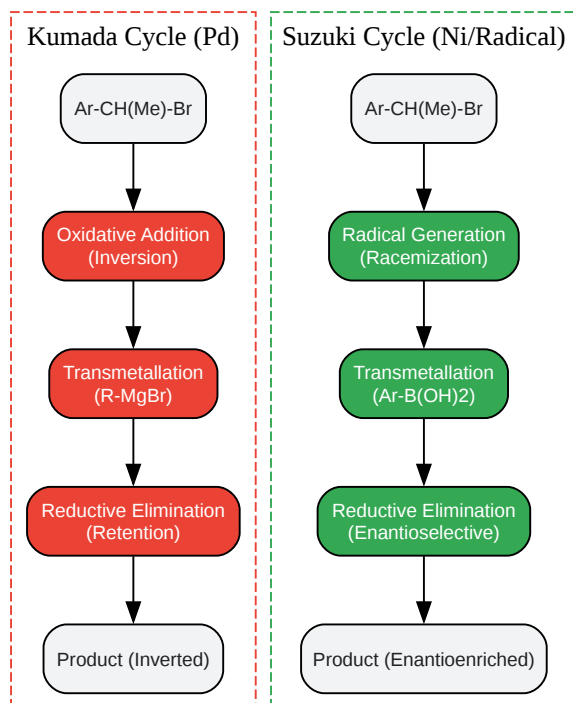 Kumada Cycle (Pd)
Ar-CH(Me)-Br
Oxidative Addition
(Inversion)
Transmetallation
(R-MgBr)
Reductive Elimination
(Retention)
Product (Inverted)
Suzuki Cycle (Ni/Radical)
Ar-CH(Me)-Br
Radical Generation
(Racemization)
Transmetallation
(Ar-B(OH)2)
Reductive Elimination
(Enantioselective)
Product (Enantioenriched)